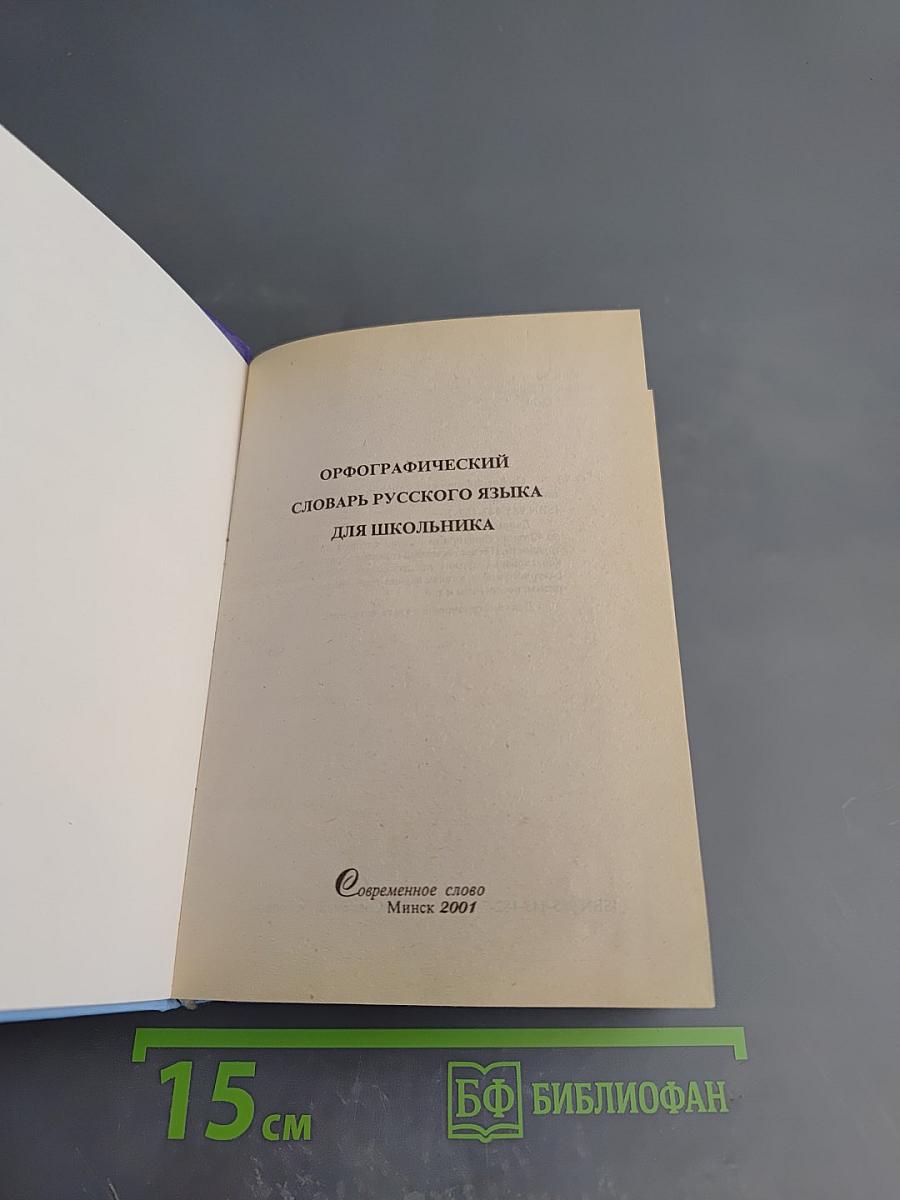 ОРФОГРАФИЧЕСКИЙ
СЛОВАРЬ РУССКОГО ЯЗЫКА
ДЛЯ ШКОЛЬНИКА
Современное слово
Минск 2001
15 см
БФ БИБЛИОФАН